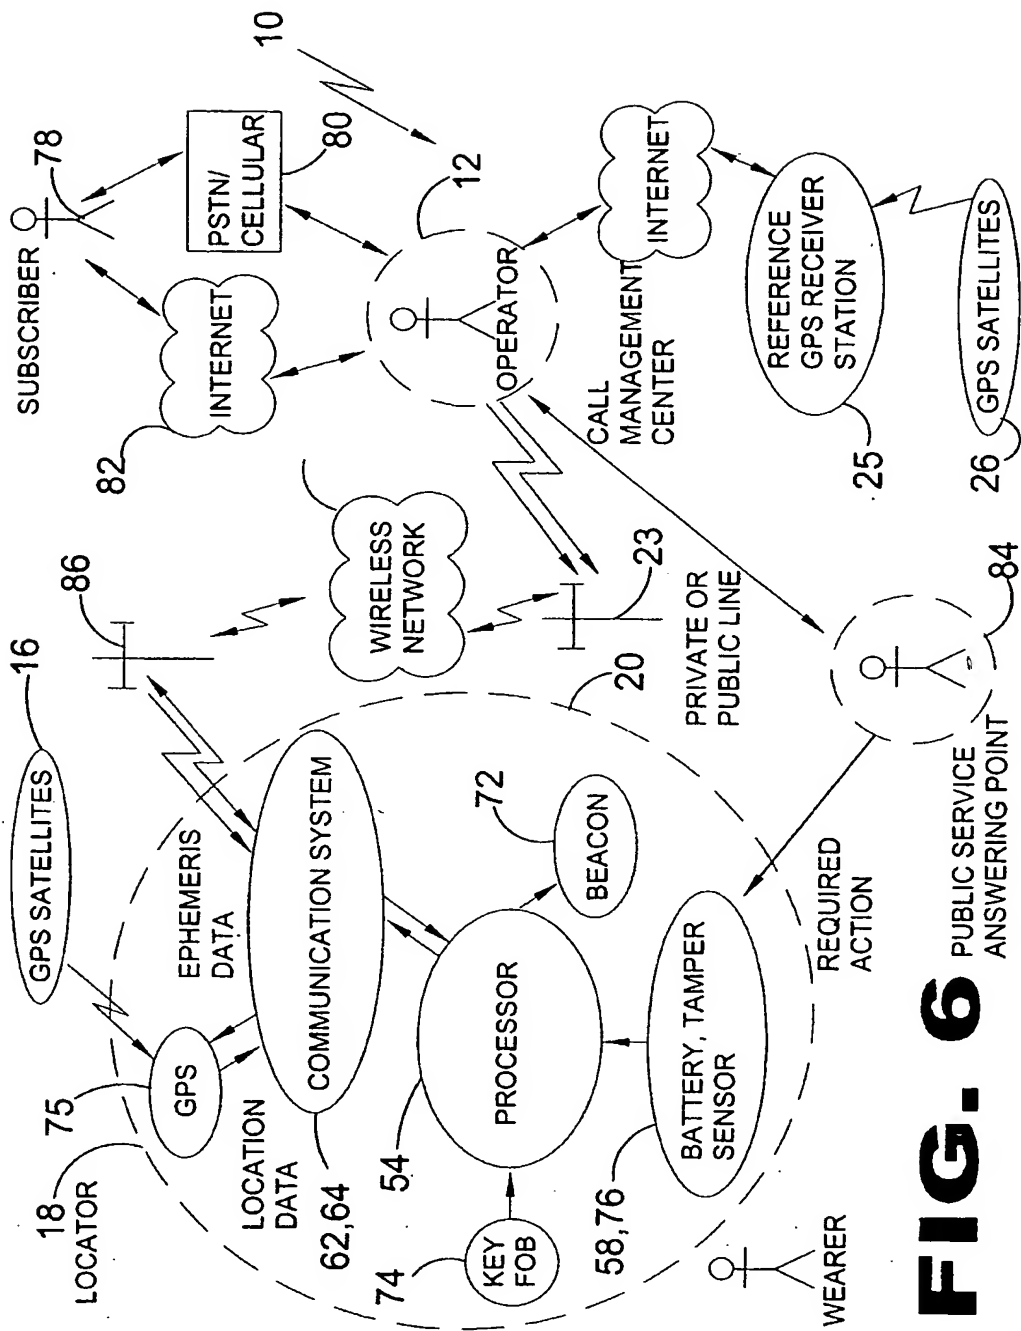 GPS SATELLITES
16
SUBSCRIBER
78
18
LOCATOR
75
GPS
86
82
INTERNET
PSTN/
CELLULAR
80
10
EPHEMERIS
DATA
LOCATION
DATA
62,64
COMMUNICATION SYSTEM
WIRELESS
NETWORK
12
OPERATOR
74
KEY
FOB
54
PROCESSOR
72
BEACON
20
23
CALL
MANAGEMENT
CENTER
INTERNET
58,76
BATTERY, TAMPER
SENSOR
PRIVATE OR
PUBLIC LINE
REFERENCE
GPS RECEIVER
STATION
25
WEARER
REQUIRED
ACTION
84
PUBLIC SERVICE
ANSWERING POINT
26
GPS SATELLITES
FIG. 6